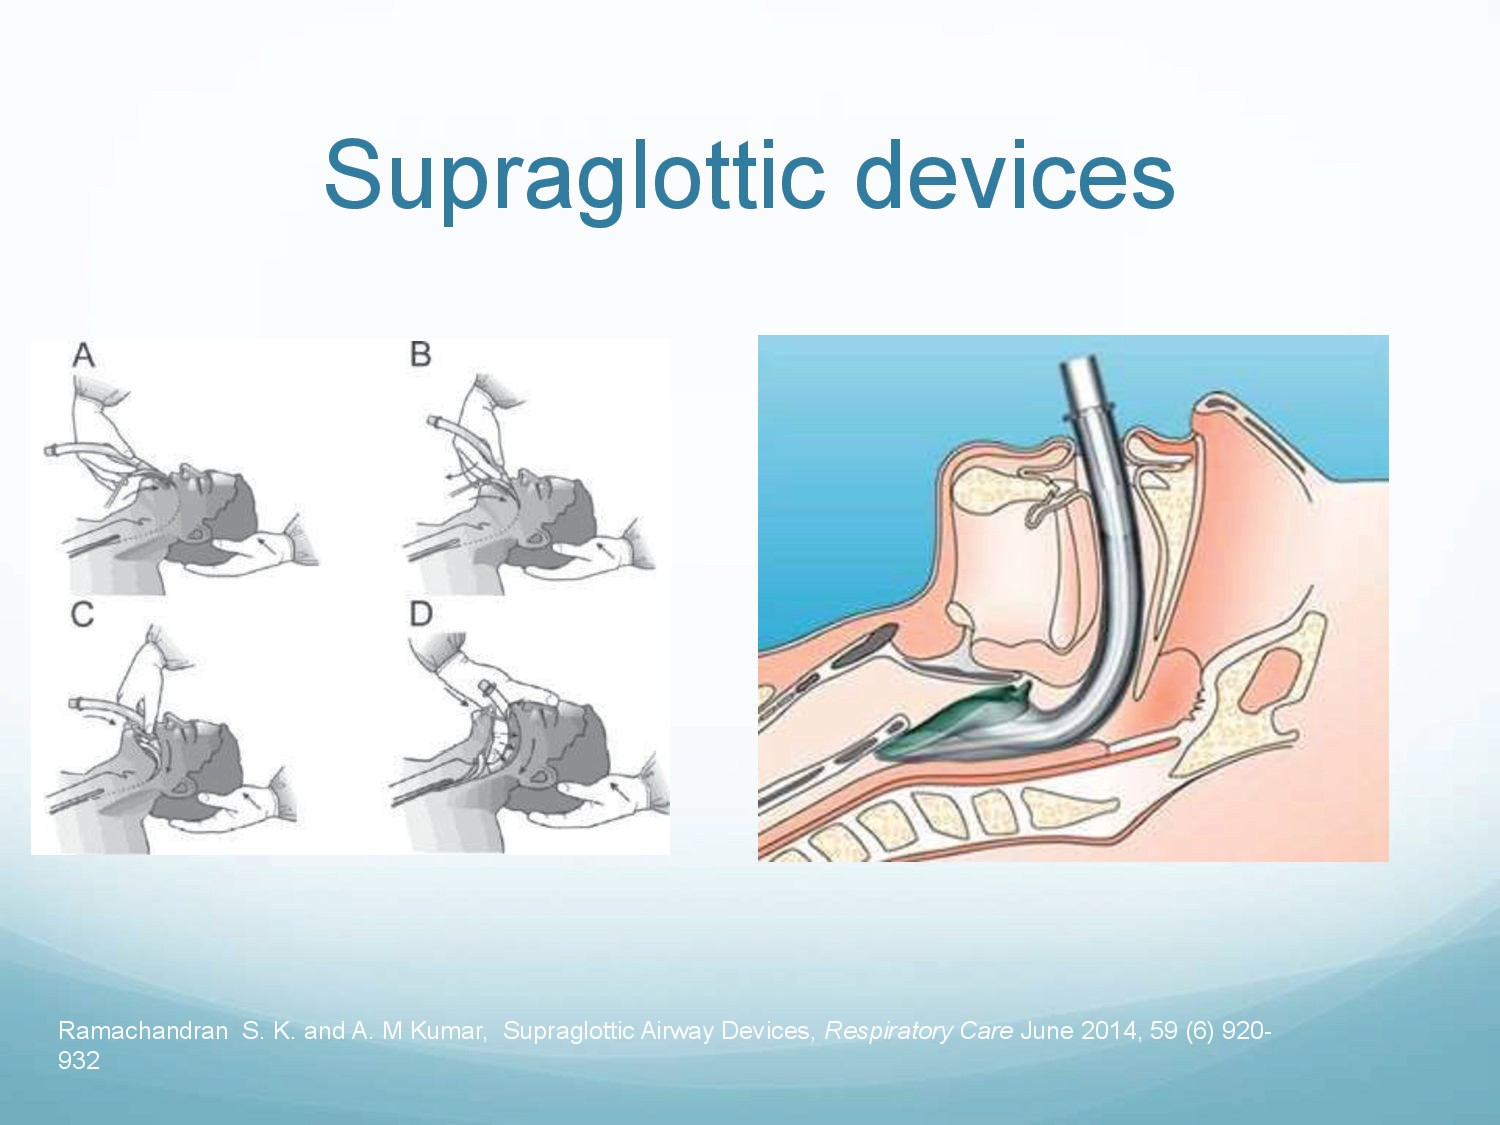 Supraglottic devices
A
B
C
D
Ramachandran  S. K. and A. M Kumar,  Supraglottic Airway Devices, Respiratory Care June 2014, 59 (6) 920-
932